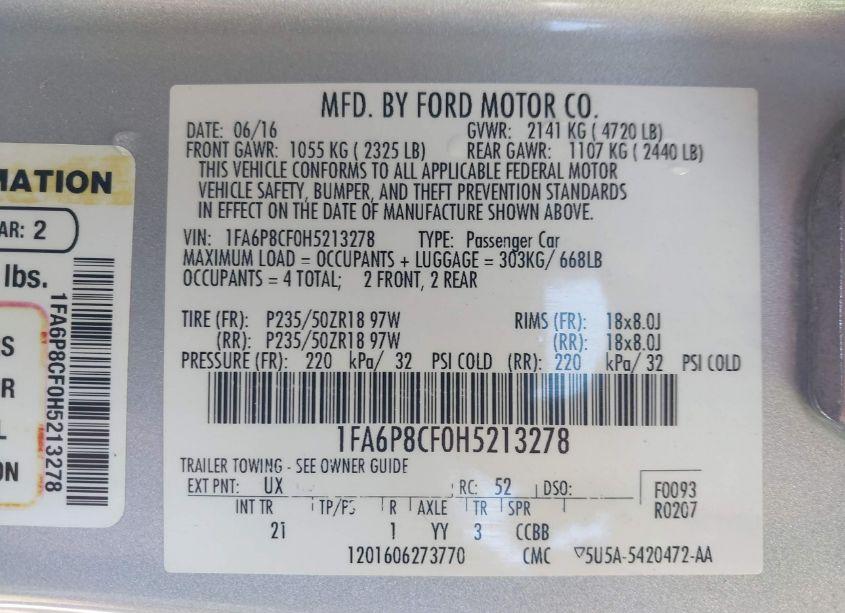 MFD. BY FORD MOTOR CO.
DATE: 06/16 GVWR: 2141 KG ( 4720 LB)
FRONT GAWR: 1055 KG ( 2325 LB) REAR GAWR: 1107 KG ( 2440 LB)
THIS VEHICLE CONFORMS TO ALL APPLICABLE FEDERAL MOTOR
VEHICLE SAFETY, BUMPER, AND THEFT PREVENTION STANDARDS
IN EFFECT ON THE DATE OF MANUFACTURE SHOWN ABOVE.
VIN: 1FA6P8CF0H5213278 TYPE: Passenger Car
MAXIMUM LOAD = OCCUPANTS + LUGGAGE = 303KG/ 668LB
OCCUPANTS = 4 TOTAL; 2 FRONT, 2 REAR
TIRE (FR): P235/50ZR18 97W RIMS (FR): 18x8.0J
(RR): P235/50ZR18 97W (RR): 18x8.0J
PRESSURE (FR): 220 kPa/ 32 PSI COLD (RR): 220 kPa/ 32 PSI COLD
1FA6P8CF0H5213278
TRAILER TOWING - SEE OWNER GUIDE
EXT PNT: UX RC: 52 DSO: F0093
INT TR TP/PS R AXLE TR SPR R0207
21 1 YY 3 CCBB
1201606273770 CMC ▽5U5A-5420472-AA
MATION
AR: 2
lbs.
S
R
L
ON
1FA6P8CF0H5213278